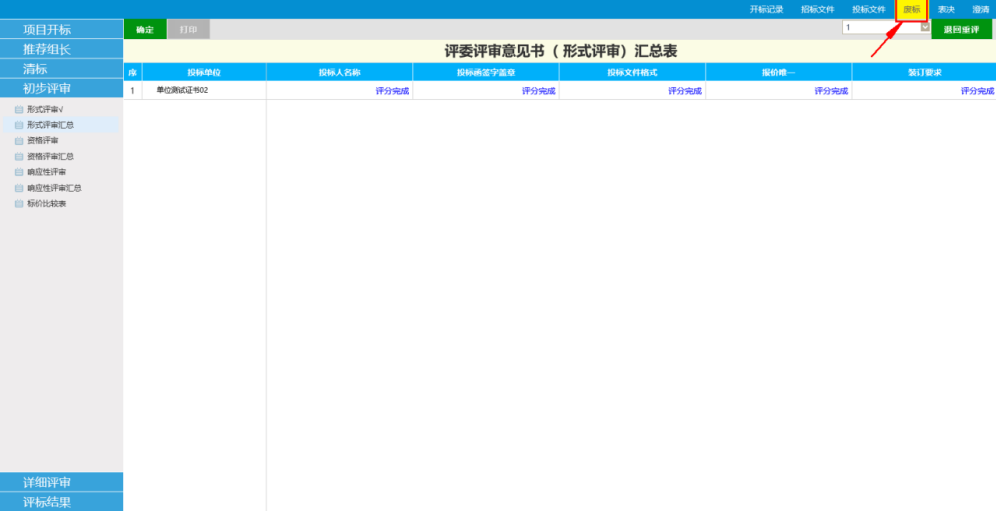 开标记录 招标文件 投标文件 废标 表决 澄清
项目开标
推荐组长
清标
初步评审
形式评审√
形式评审汇总
资格评审
资格评审汇总
响应性评审
响应性评审汇总
标价比较表
详细评审
评标结果
确定 打印 1 退回重评
评委评审意见书（ 形式评审）汇总表
序 投标单位 投标人名称 投标函签字盖章 投标文件格式 报价唯一 装订要求
1 单位测试证书02 评分完成 评分完成 评分完成 评分完成 评分完成